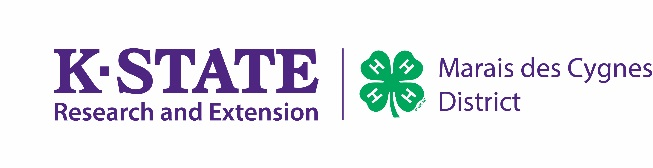 K·STATE
Research and Extension
H H
H H
Marais des Cygnes
District